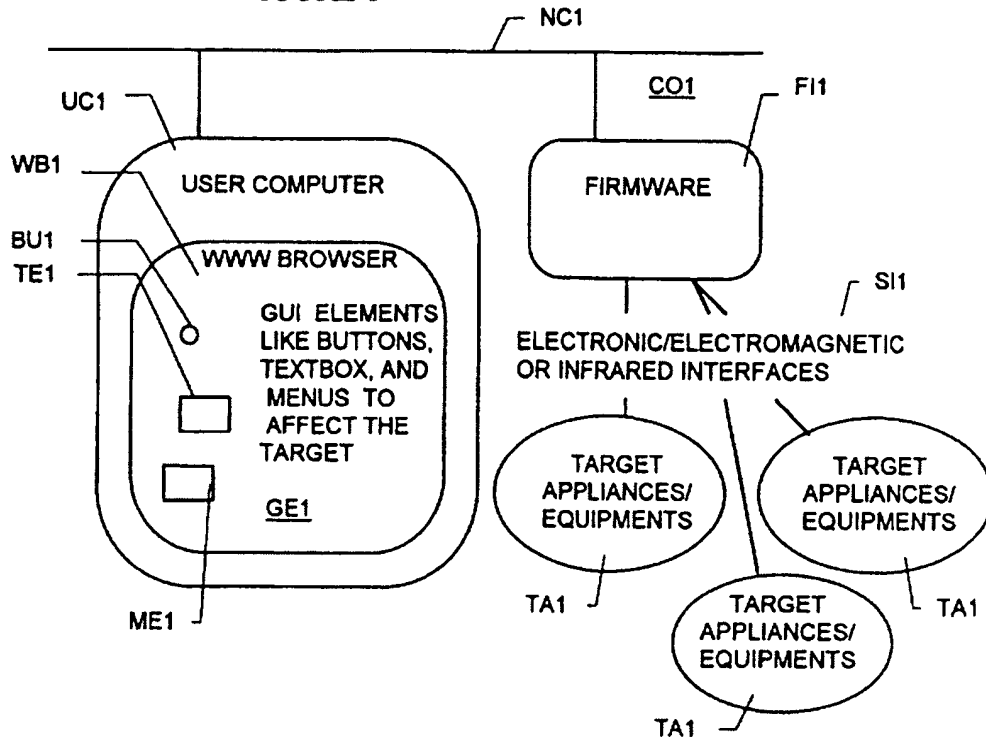 NC1
CO1
FI1
UC1
WB1
USER COMPUTER
FIRMWARE
BU1
WWW BROWSER
TE1
SI1
GUI ELEMENTS
LIKE BUTTONS,
TEXTBOX, AND
MENUS TO
AFFECT THE
TARGET
ELECTRONIC/ELECTROMAGNETIC
OR INFRARED INTERFACES
GE1
TARGET
APPLIANCES/
EQUIPMENTS
TARGET
APPLIANCES/
EQUIPMENTS
ME1
TA1
TARGET
APPLIANCES/
EQUIPMENTS
TA1
TA1